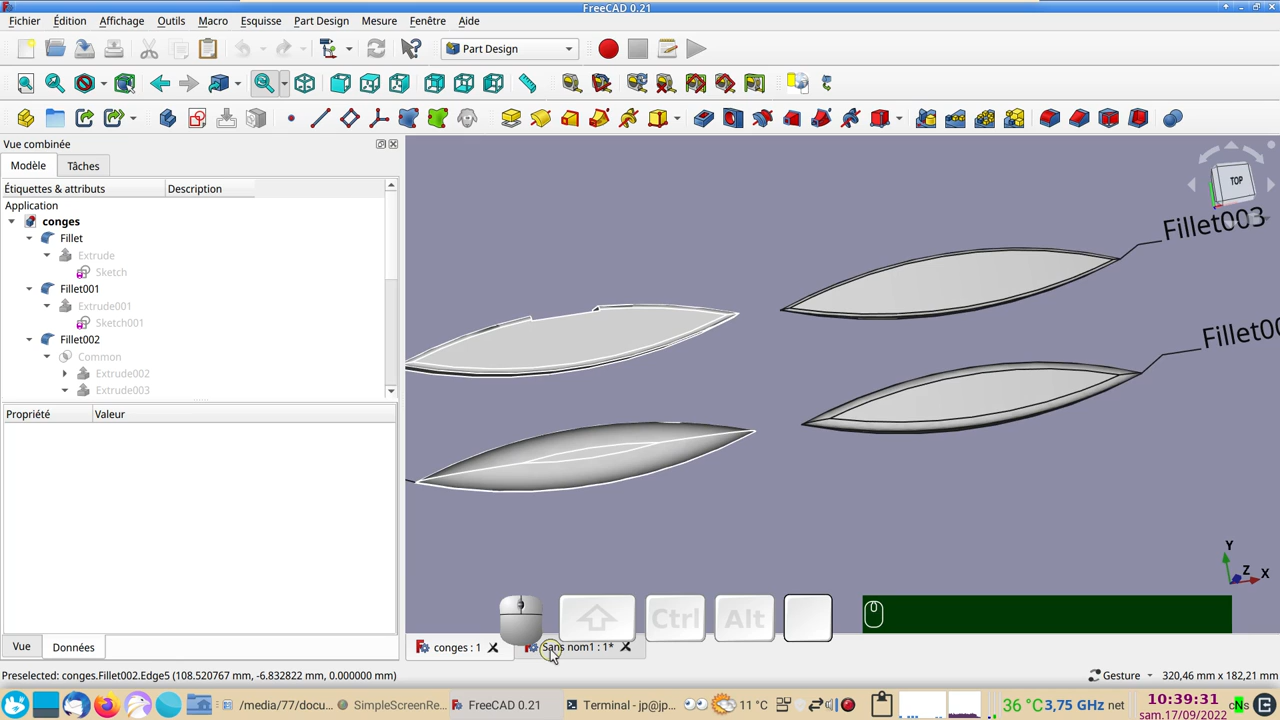 FreeCAD 0.21
Fichier Édition Affichage Outils Macro Esquisse Part Design Mesure Fenêtre Aide
Part Design
Vue combinée
Modèle Tâches
Étiquettes & attributs Description
Application
conges
Fillet
Extrude
Sketch
Fillet001
Extrude001
Sketch001
Fillet002
Common
Extrude002
Extrude003
Propriété Valeur
Vue Données
TOP
Fillet003
Fillet00
Y
Z
X
Ctrl Alt
conges : 1
Sans nom1 : 1*
Preselected: conges.Fillet002.Edge5 (108.520767 mm, -6.832822 mm, 0.000000 mm)
Gesture
320,46 mm x 182,21 mm
/media/77/docu...
SimpleScreenRe...
FreeCAD 0.21
Terminal - jp@jp...
11 °C
36 °C 3,75 GHz net
10:39:31
sam.17/09/2022
cNs